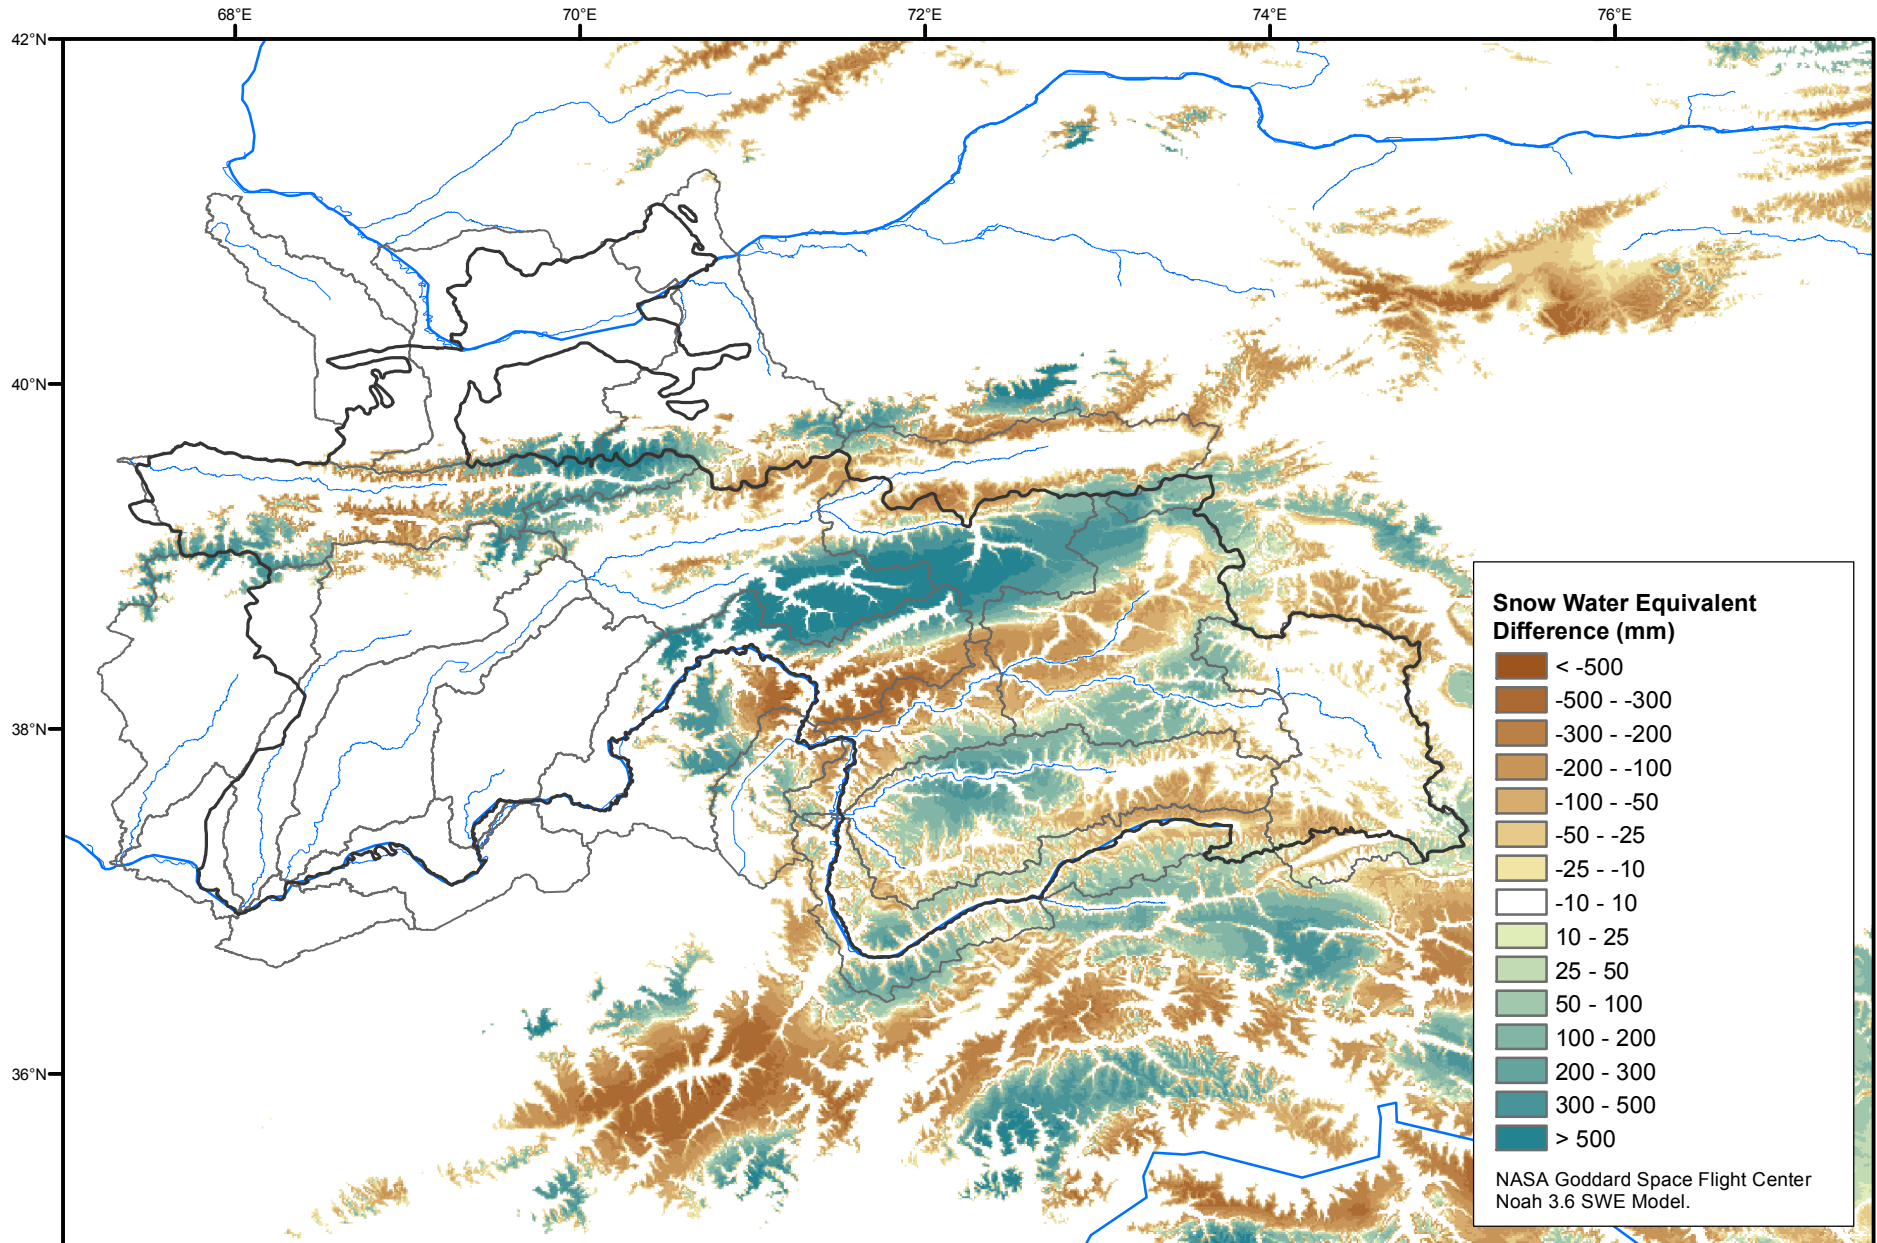 68°E
70°E
72°E
74°E
76°E
42°N
40°N
38°N
36°N
Snow Water Equivalent
Difference (mm)
< -500
-500 - -300
-300 - -200
-200 - -100
-100 - -50
-50 - -25
-25 - -10
-10 - 10
10 - 25
25 - 50
50 - 100
100 - 200
200 - 300
300 - 500
> 500
NASA Goddard Space Flight Center
Noah 3.6 SWE Model.